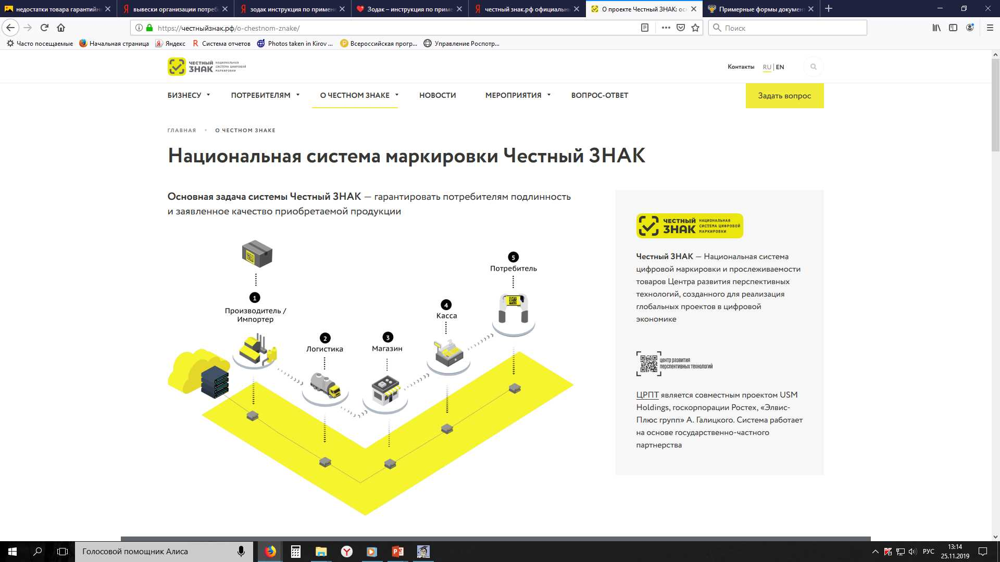 недостатки товара гарантийн
вывески организации потреб
зодак инструкция по примене
Зодак – инструкция по приме
честный знак.рф официальн
О проекте Честный ЗНАК: ос
Примерные формы документ
https://честныйзнак.рф/o-chestnom-znake/
Поиск
Часто посещаемые
Начальная страница
Яндекс
Система отчетов
Photos taken in Kirov ...
Всероссийская прогр...
Управление Роспотр...
ЧЕСТНЫЙ ЗНАК
НАЦИОНАЛЬНАЯ СИСТЕМА ЦИФРОВОЙ МАРКИРОВКИ
Контакты RU | EN
БИЗНЕСУ ПОТРЕБИТЕЛЯМ О ЧЕСТНОМ ЗНАКЕ НОВОСТИ МЕРОПРИЯТИЯ ВОПРОС-ОТВЕТ Задать вопрос
ГЛАВНАЯ • О ЧЕСТНОМ ЗНАКЕ
Национальная система маркировки Честный ЗНАК
Основная задача системы Честный ЗНАК — гарантировать потребителям подлинность
и заявленное качество приобретаемой продукции
1
Производитель /
Импортер
2
Логистика
3
Магазин
4
Касса
5
Потребитель
ЧЕСТНЫЙ ЗНАК
НАЦИОНАЛЬНАЯ
СИСТЕМА ЦИФРОВОЙ
МАРКИРОВКИ
Честный ЗНАК — Национальная система
цифровой маркировки и прослеживаемости
товаров Центра развития перспективных
технологий, созданного для реализация
глобальных проектов в цифровой
экономике
центр развития
перспективных технологий
ЦРПТ является совместным проектом USM
Holdings, госкорпорации Ростех, «Элвис-
Плюс групп» А. Галицкого. Система работает
на основе государственно-частного
партнерства
Голосовой помощник Алиса
РУС
13:14
25.11.2019